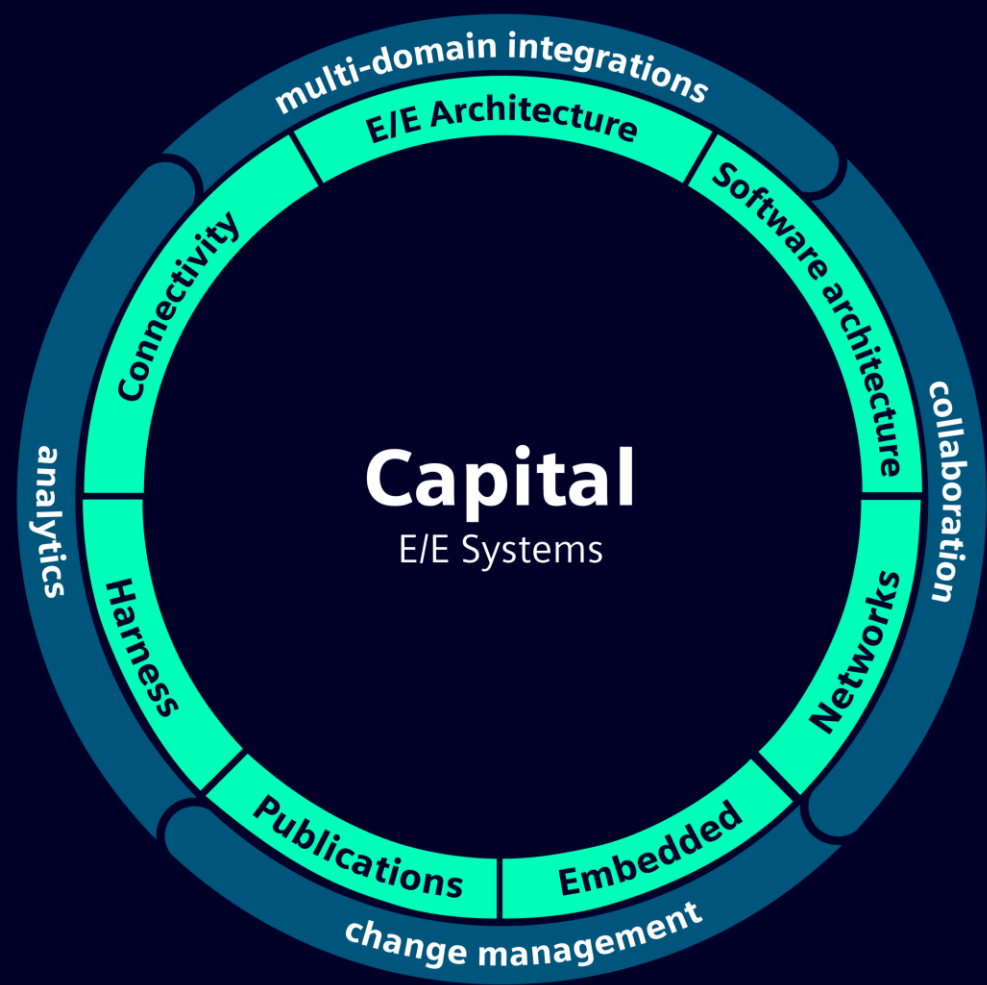 multi-domain integrations
E/E Architecture
Software architecture
Connectivity
collaboration
analytics
Capital
E/E Systems
Harness
Networks
Publications
Embedded
change management